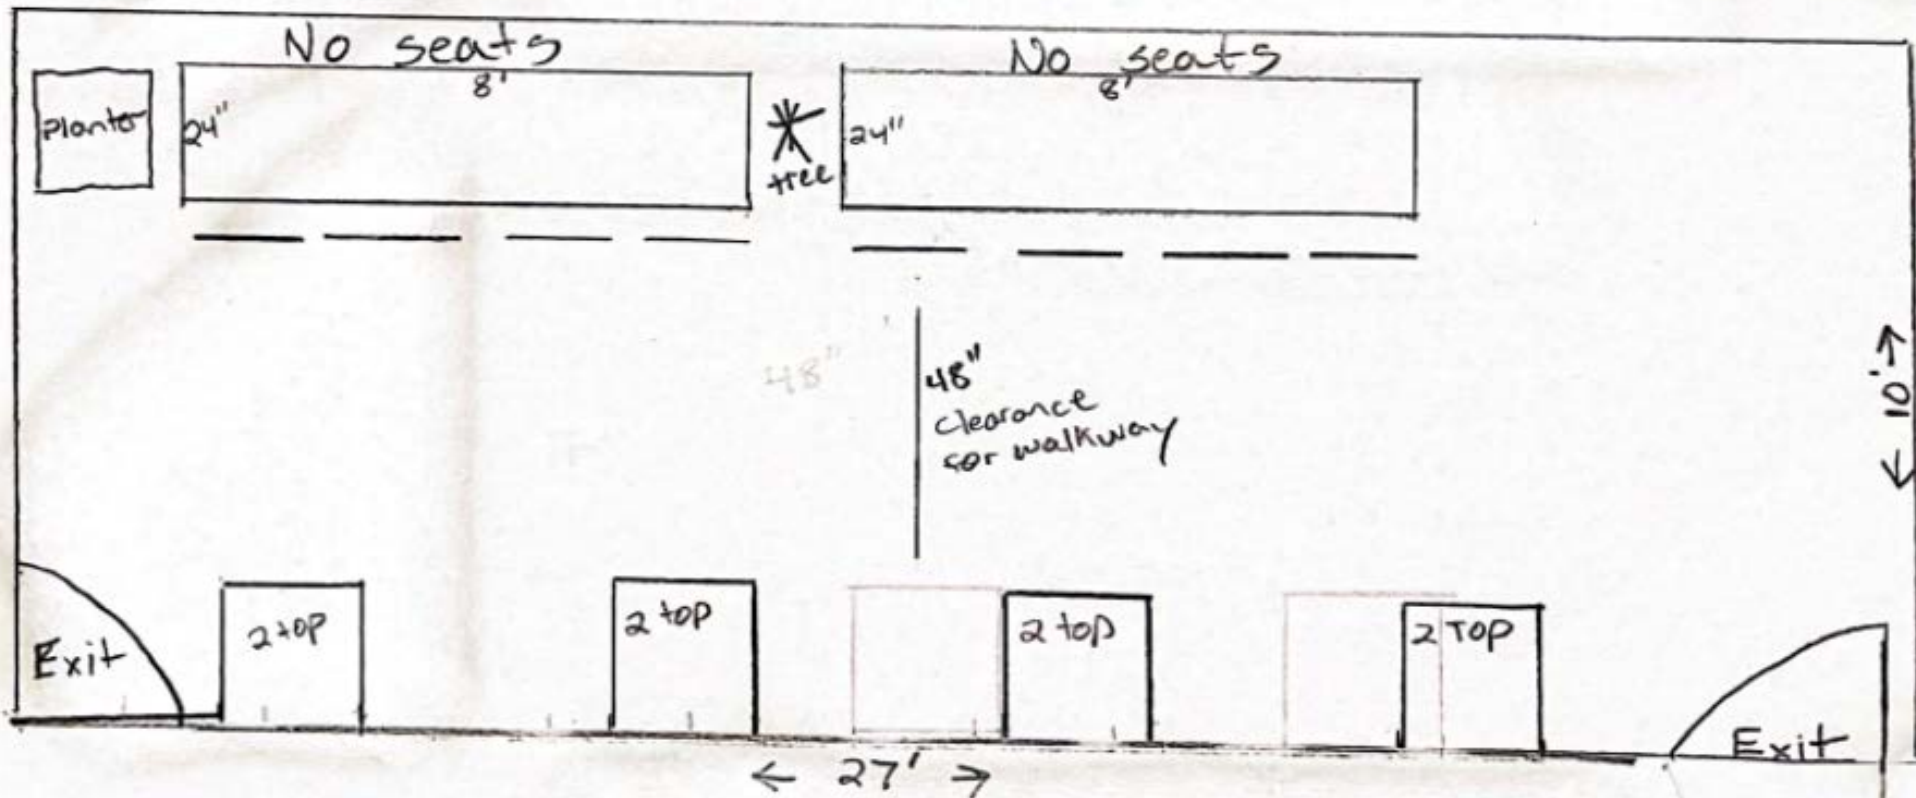 No seats
No seats
8'
8'
planter
24"
tree
24"
48"
48"
clearance
for walkway
← 10' →
2 top
2 top
2 top
2 TOP
Exit
Exit
← 27' →